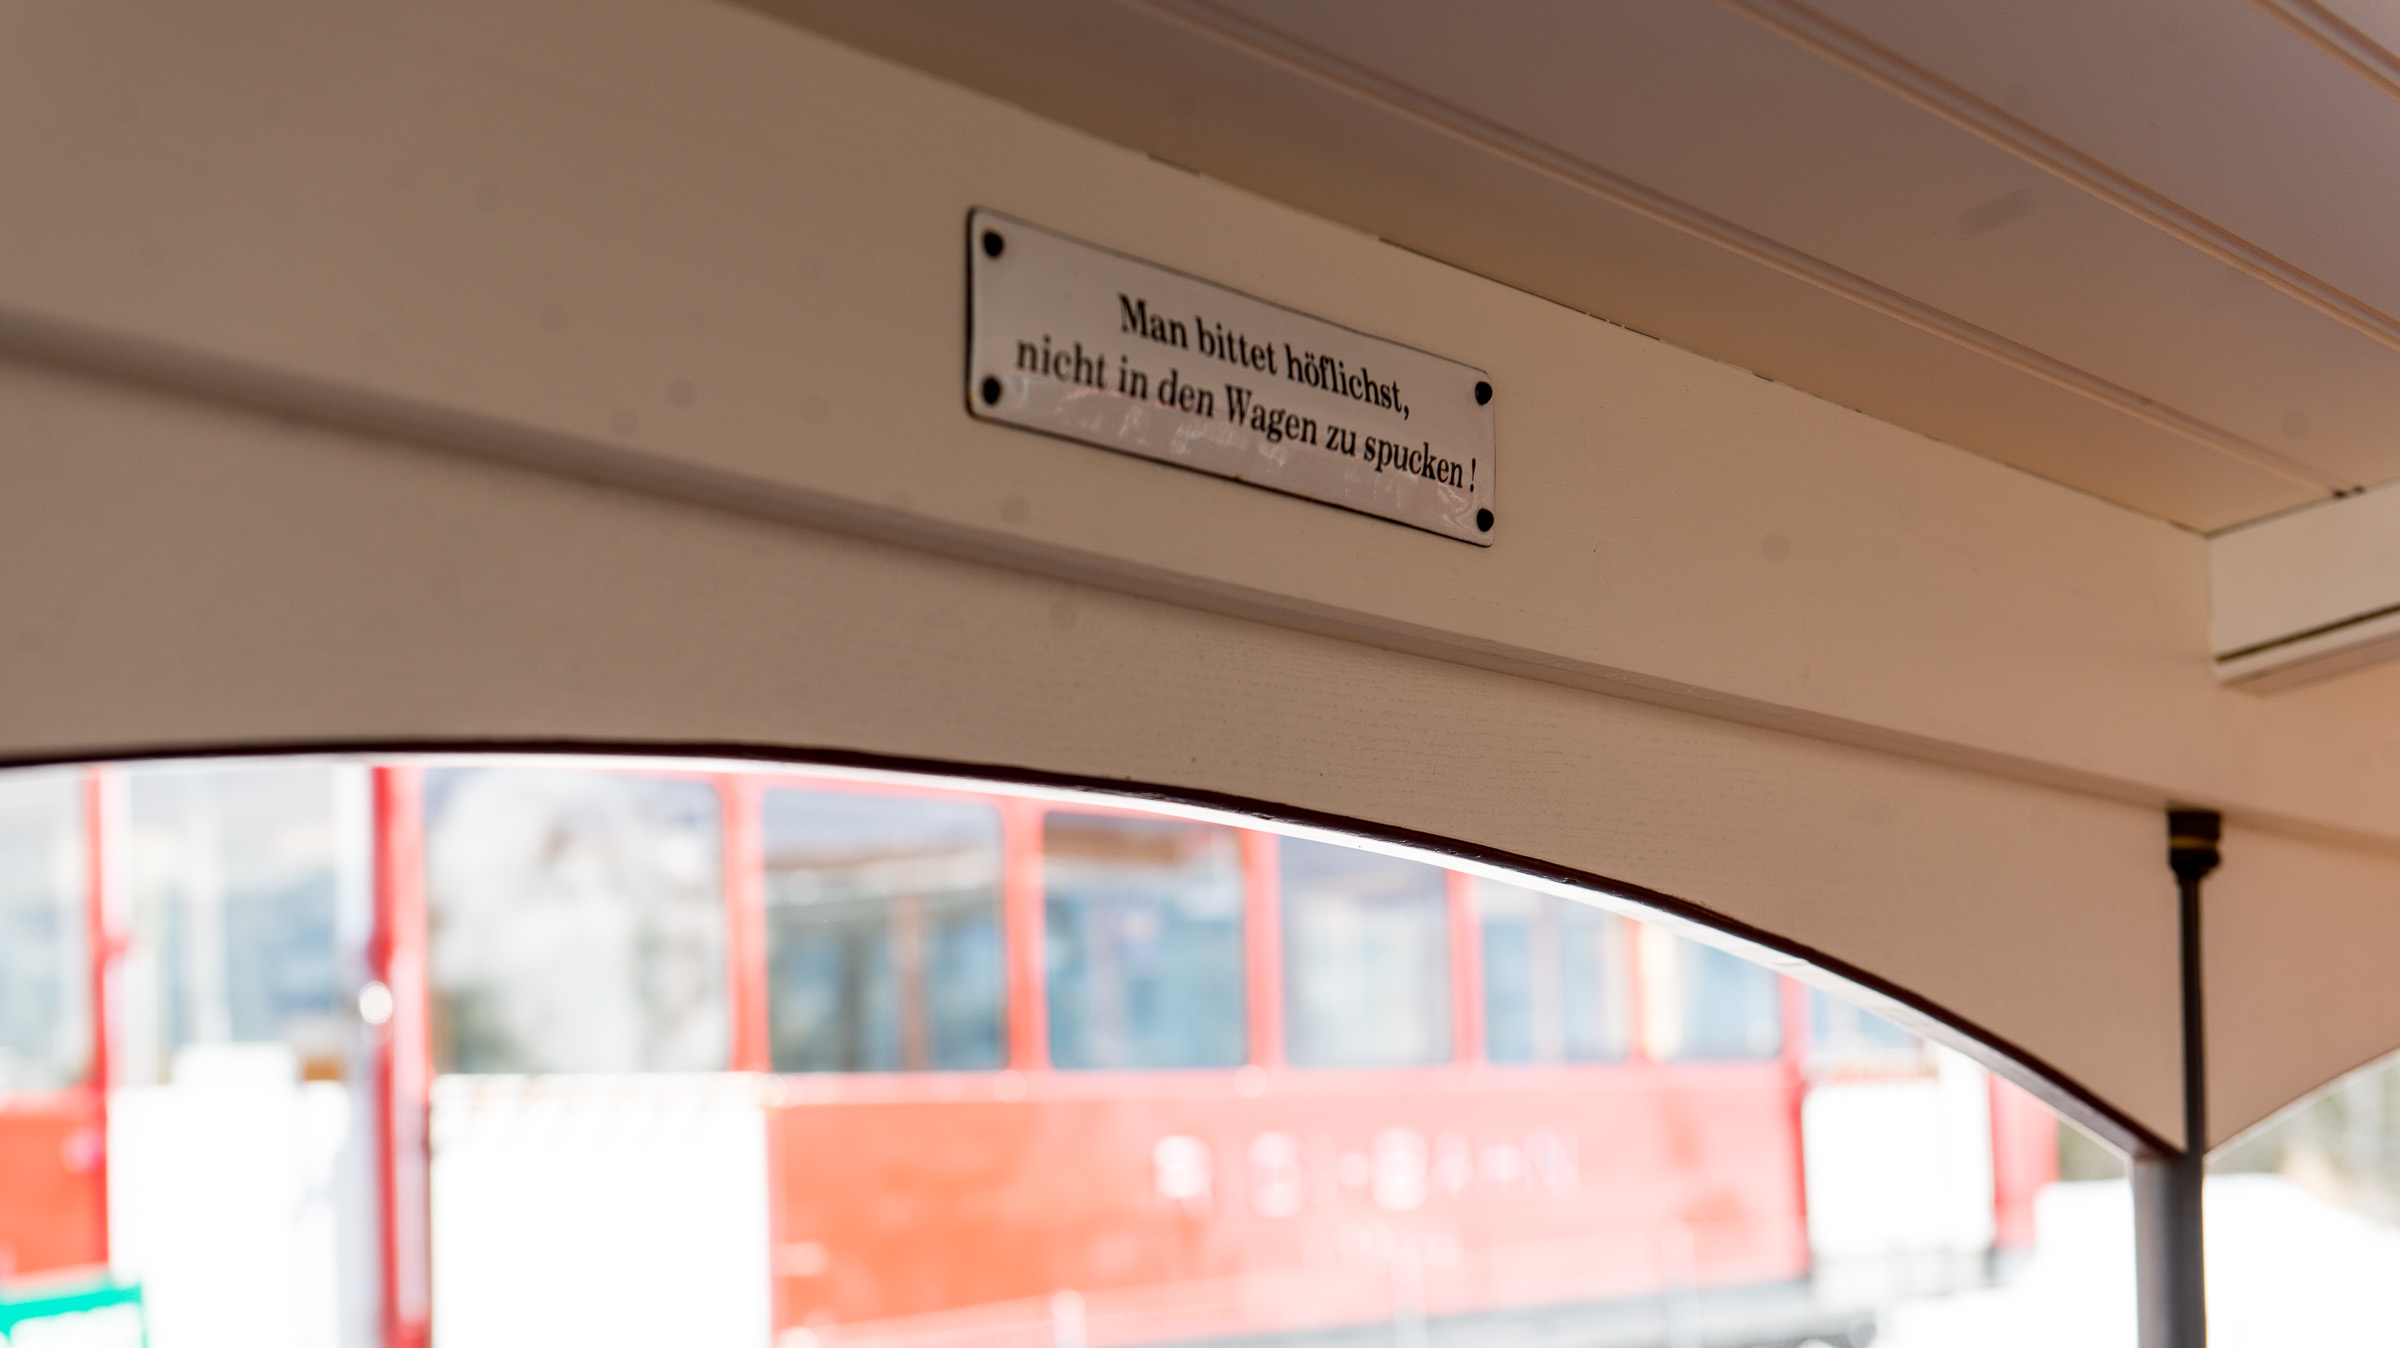 Man bittet höflichst,
nicht in den Wagen zu spucken!